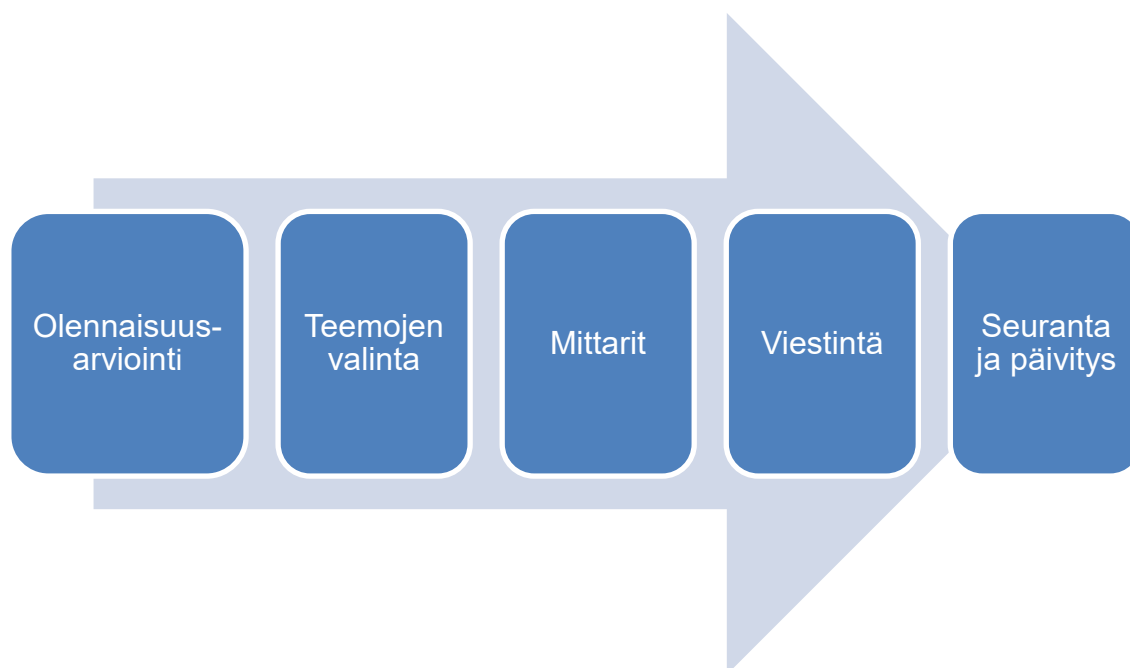 Olennaisuus-
arviointi
Teemojen
valinta
Mittarit
Viestintä
Seuranta
ja päivitys